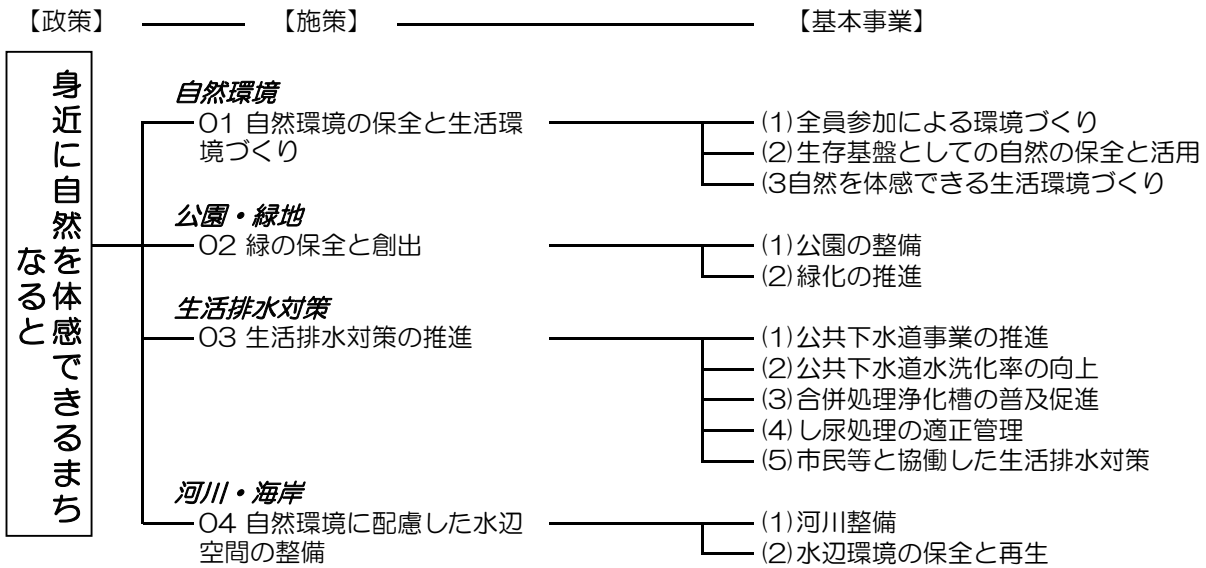 【政策】 【施策】 【基本事業】
身近に自然を体感できるまち
なると
自然環境
01 自然環境の保全と生活環
境づくり
(1)全員参加による環境づくり
(2)生存基盤としての自然の保全と活用
(3自然を体感できる生活環境づくり
公園・緑地
02 緑の保全と創出
(1)公園の整備
(2)緑化の推進
生活排水対策
03 生活排水対策の推進
(1)公共下水道事業の推進
(2)公共下水道水洗化率の向上
(3)合併処理浄化槽の普及促進
(4)し尿処理の適正管理
(5)市民等と協働した生活排水対策
河川・海岸
04 自然環境に配慮した水辺
空間の整備
(1)河川整備
(2)水辺環境の保全と再生